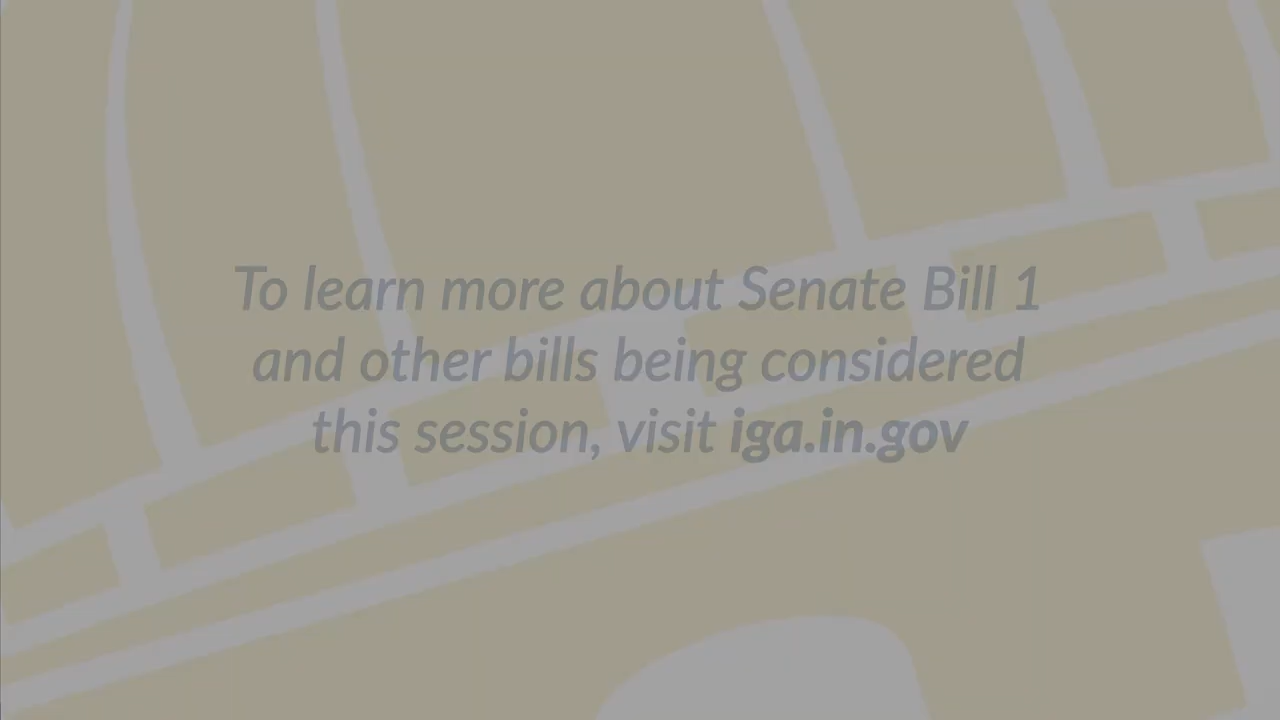 To learn more about Senate Bill 1
and other bills being considered
this session, visit iga.in.gov